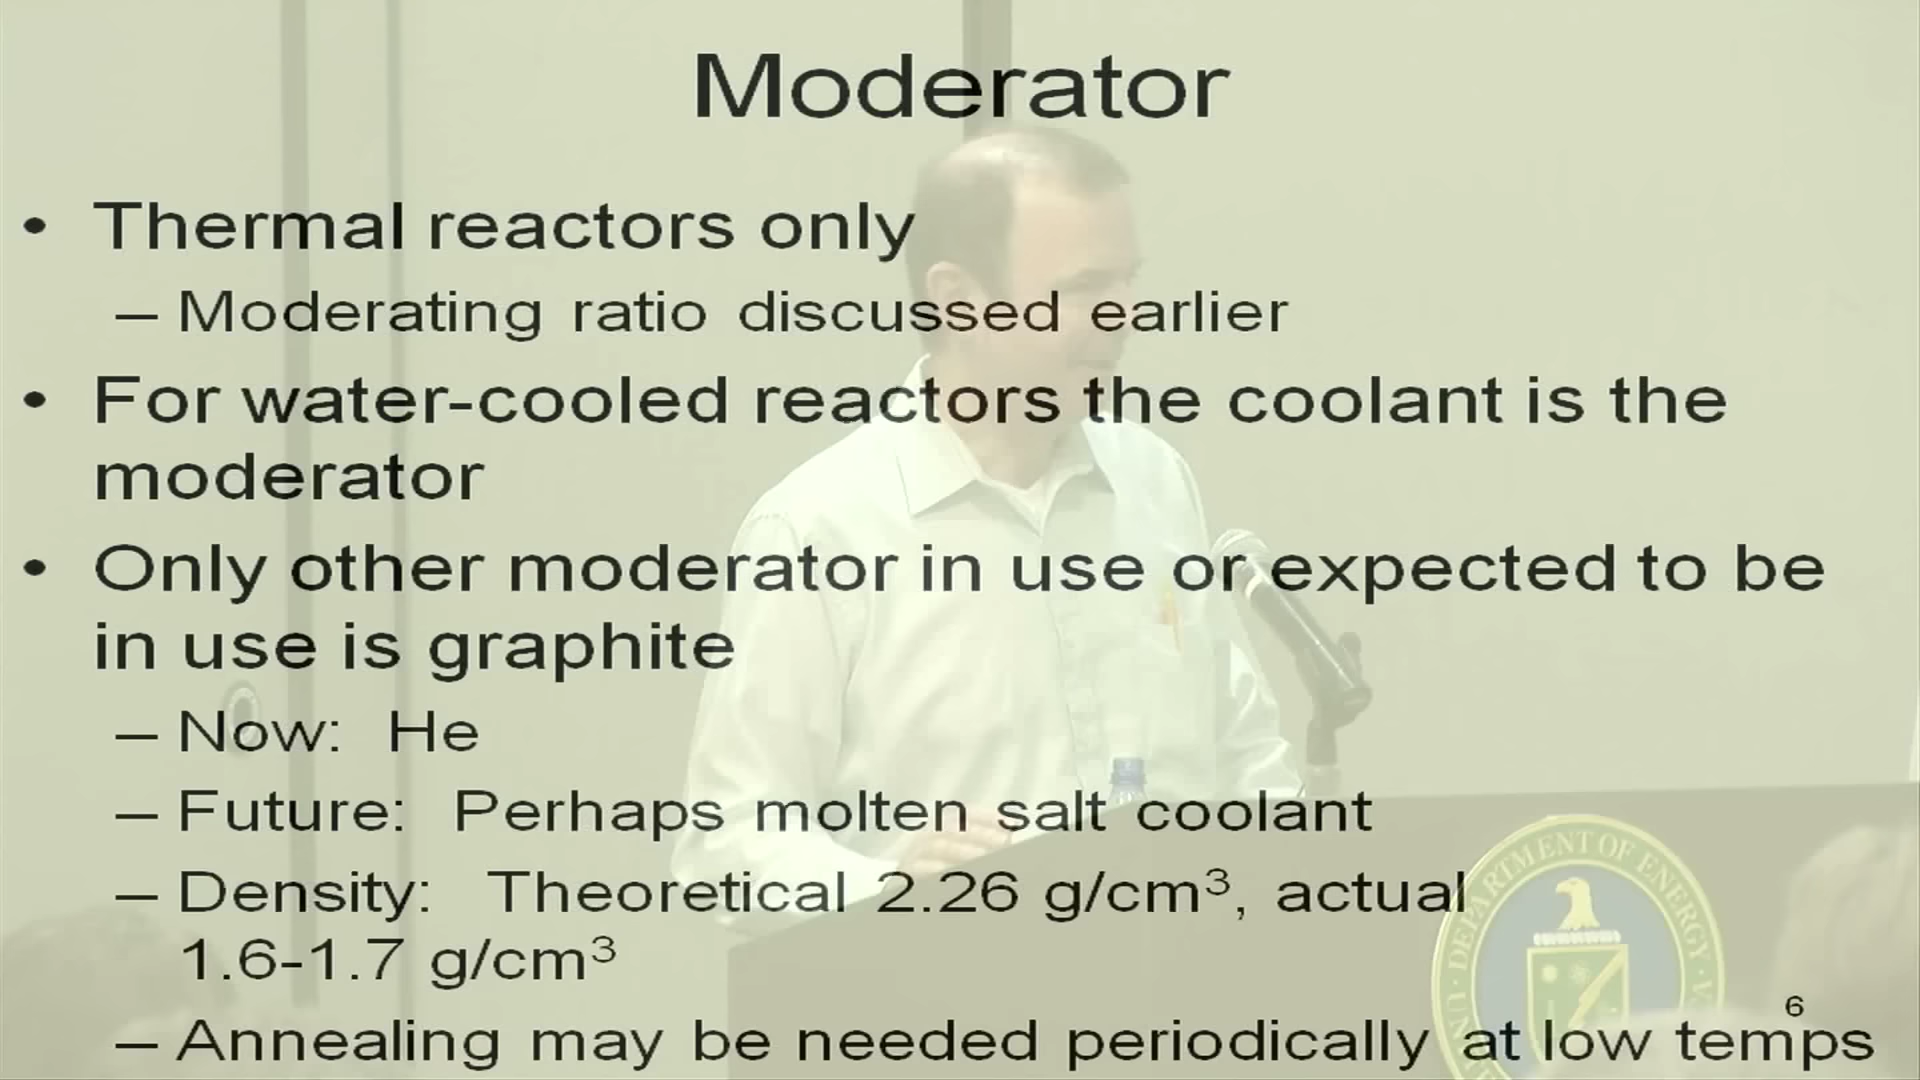 Moderator
• Thermal reactors only
– Moderating ratio discussed earlier
• For water-cooled reactors the coolant is the
moderator
• Only other moderator in use or expected to be
in use is graphite
– Now: He
– Future: Perhaps molten salt coolant
– Density: Theoretical 2.26 g/cm³, actual
1.6-1.7 g/cm³
– Annealing may be needed periodically at low temps
6
DEPARTMENT OF ENERGY